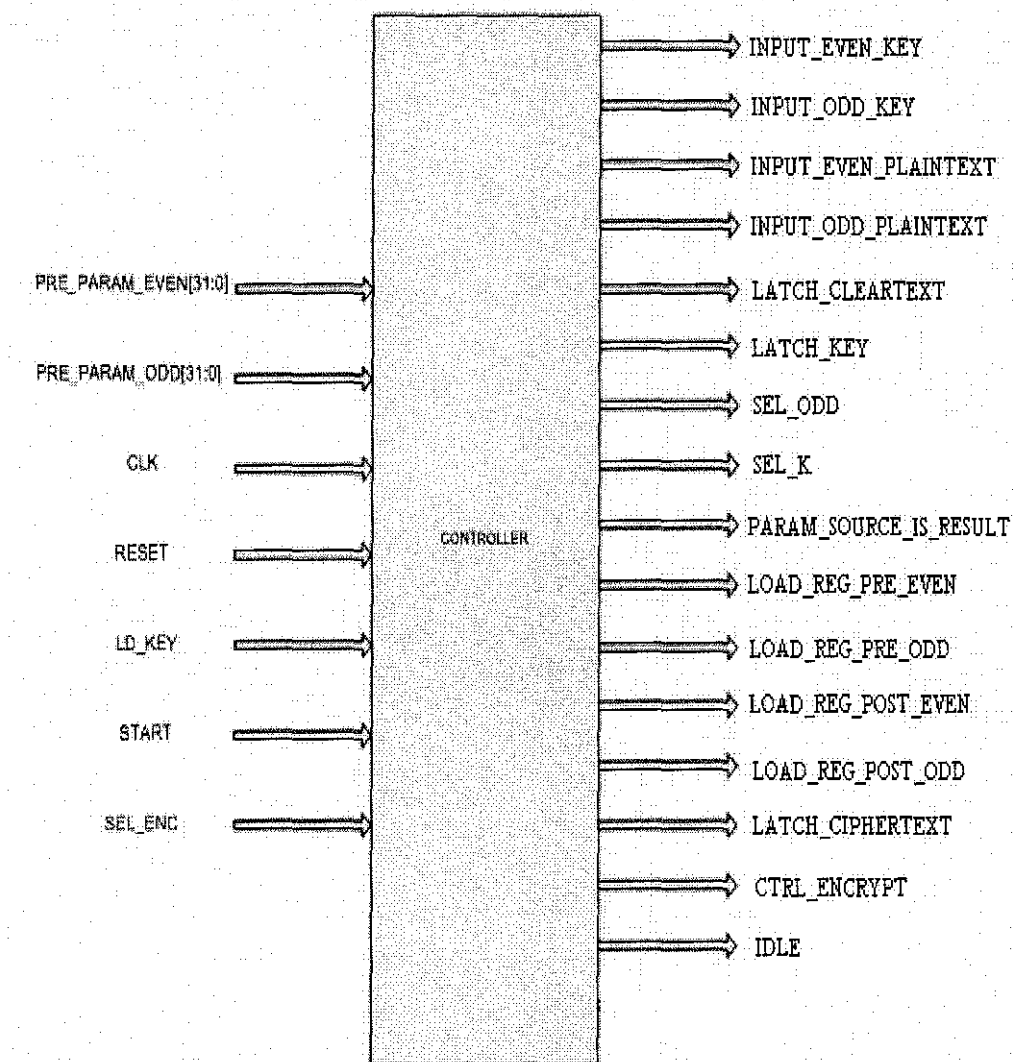 INPUT_EVEN_KEY
INPUT_ODD_KEY
INPUT_EVEN_PLAINTEXT
INPUT_ODD_PLAINTEXT
PRE_PARAM_EVEN[31:0]
LATCH_CLEARTEXT
LATCH_KEY
PRE_PARAM_ODD[31:0]
SEL_ODD
CLK
SEL_K
PARAM_SOURCE_IS_RESULT
CONTROLLER
RESET
LOAD_REG_PRE_EVEN
LD_KEY
LOAD_REG_PRE_ODD
LOAD_REG_POST_EVEN
START
LOAD_REG_POST_ODD
SEL_ENC
LATCH_CIPHERTEXT
CTRL_ENCRYPT
IDLE